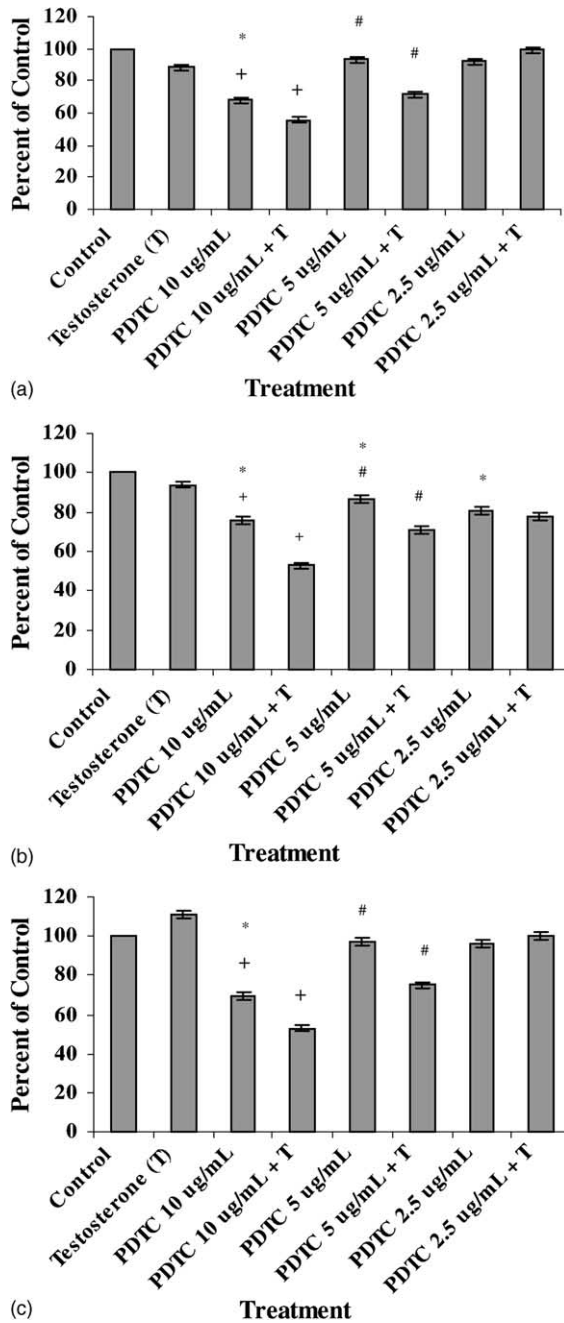 120
100
80
60
40
20
0
Percent of Control
*
+
+
#
#
Control
Testosterone (T)
PDTC 10 ug/mL
PDTC 10 ug/mL + T
PDTC 5 ug/mL
PDTC 5 ug/mL + T
PDTC 2.5 ug/mL
PDTC 2.5 ug/mL + T
(a)
Treatment
120
100
80
60
40
20
0
Percent of Control
*
+
+
*
#
#
*
Control
Testosterone (T)
PDTC 10 ug/mL
PDTC 10 ug/mL + T
PDTC 5 ug/mL
PDTC 5 ug/mL + T
PDTC 2.5 ug/mL
PDTC 2.5 ug/mL + T
(b)
Treatment
120
100
80
60
40
20
0
Percent of Control
*
+
+
#
#
Control
Testosterone (T)
PDTC 10 ug/mL
PDTC 10 ug/mL + T
PDTC 5 ug/mL
PDTC 5 ug/mL + T
PDTC 2.5 ug/mL
PDTC 2.5 ug/mL + T
(c)
Treatment